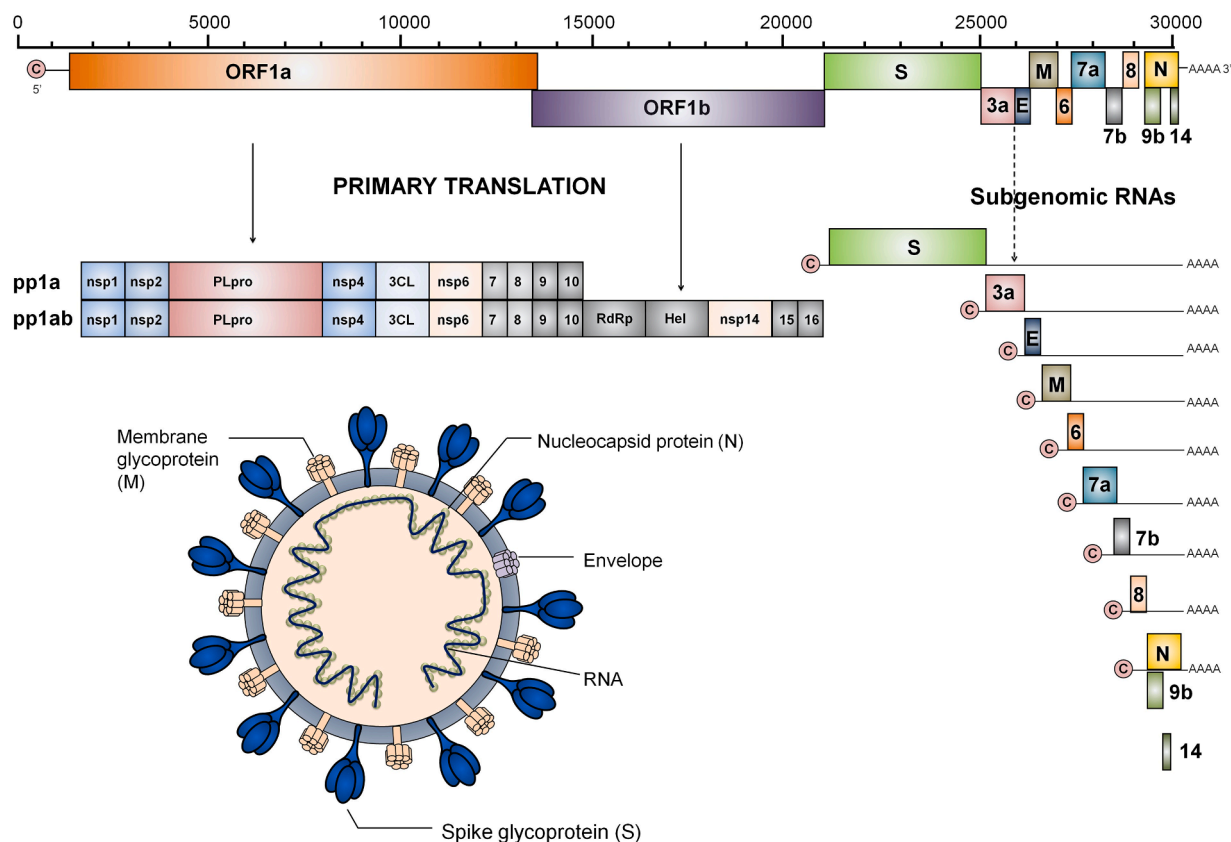 0 5000 10000 15000 20000 25000 30000
C ORF1a S M 7a 8 N AAAA 3'
5'
ORF1b 3a E 6 7b 9b 14
PRIMARY TRANSLATION
Subgenomic RNAs
S
C AAAA
pp1a nsp1 nsp2 PLpro nsp4 3CL nsp6 7 8 9 10
3a
C AAAA
pp1ab nsp1 nsp2 PLpro nsp4 3CL nsp6 7 8 9 10 RdRp Hel nsp14 15 16
E
C AAAA
M
C AAAA
6
C AAAA
7a
C AAAA
7b
C AAAA
8
C AAAA
N
C AAAA
9b
14
Membrane
glycoprotein
(M)
Nucleocapsid protein (N)
Envelope
RNA
Spike glycoprotein (S)